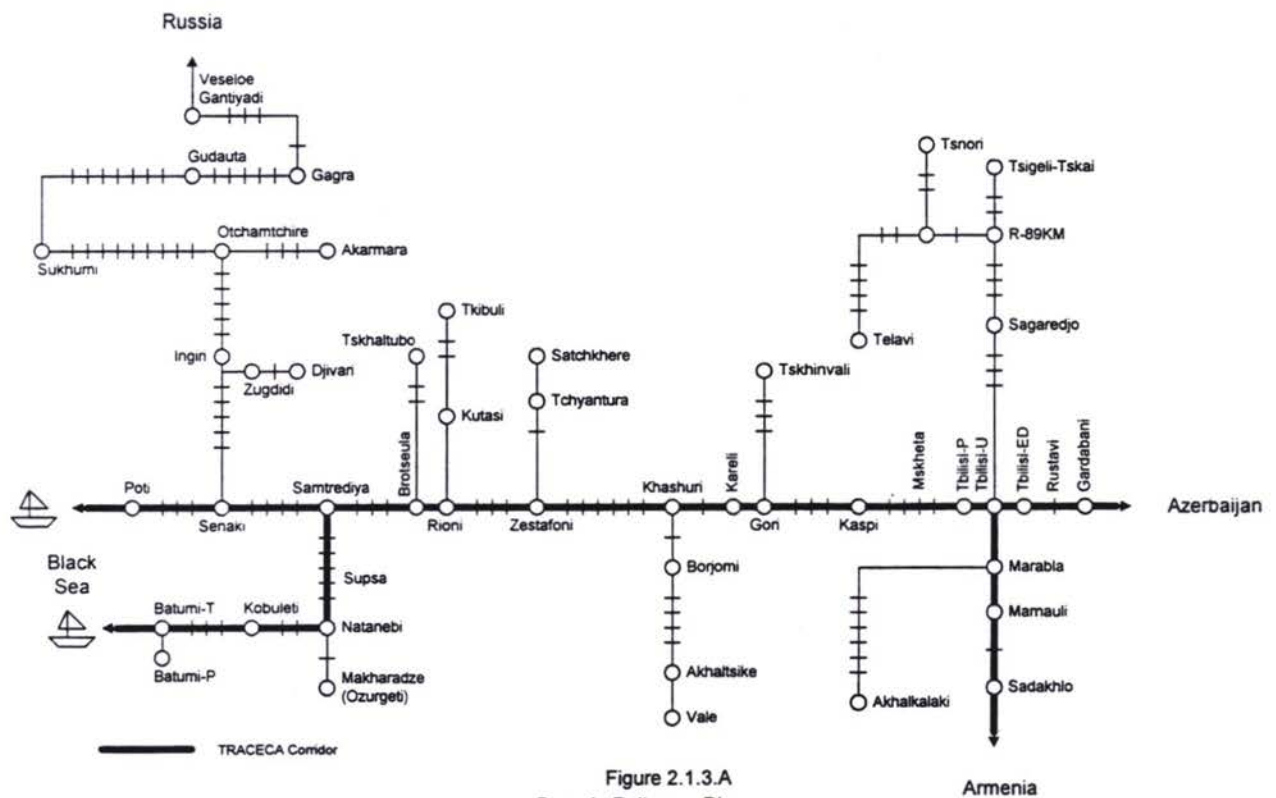 Russia
Veseloe
Gantiyadi
Gudauta
Gagra
Tsnori
Tsigeli-Tskai
Otchamtchire
Akarmara
R-89KM
Sukhumi
Tkibuli
Sagaredjo
Tskhaltubo
Satchkhere
Telavi
Ingiri
Zugdidi
Djivari
Tskhinvali
Tchyantura
Kutasi
Brotseula
Kareli
Mskheta
Tbilisi-P
Tbilisi-U
Tbilisi-ED
Rustavi
Gardabani
Poti
Samtrediya
Khashuri
Azerbaijan
Senaki
Rioni
Zestafoni
Gori
Kaspi
Black
Sea
Supsa
Borjomi
Marabla
Batumi-T
Kobuleti
Natanebi
Mamauli
Batumi-P
Makharadze
(Ozurgeti)
Akhaltsike
Sadakhlo
Vale
Akhalkalaki
TRACECA Corridor
Figure 2.1.3.A
Armenia